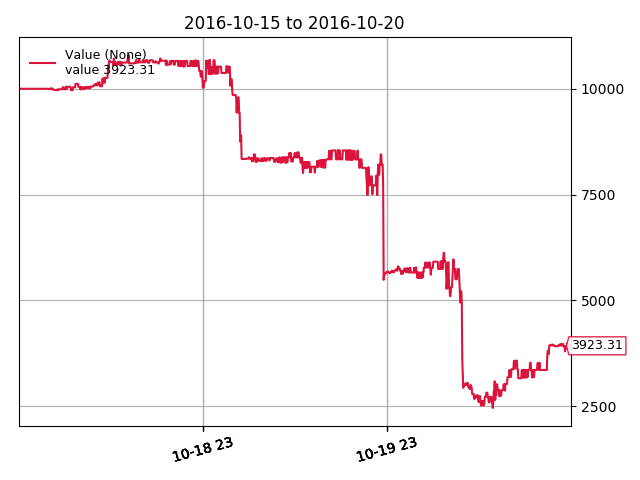 2016-10-15 to 2016-10-20
Value (None)
value 3923.31
10000
7500
5000
3923.31
2500
10-18 23
10-19 23